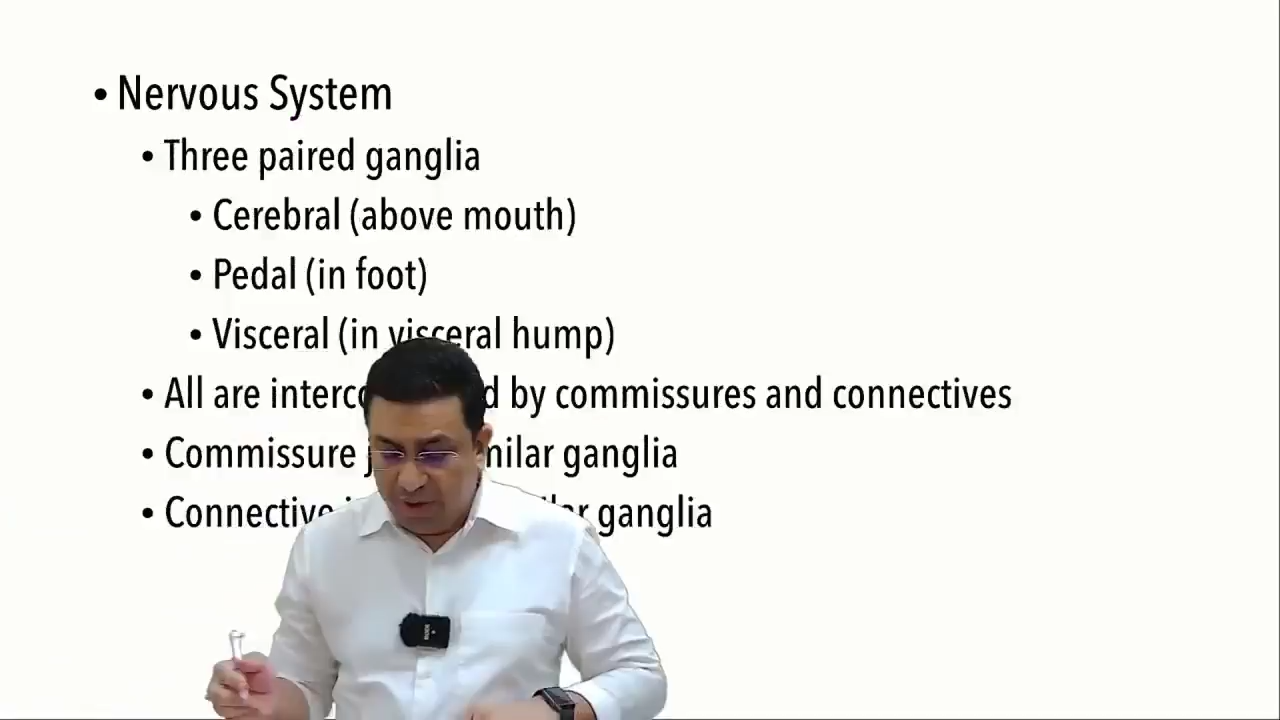 • Nervous System
• Three paired ganglia
• Cerebral (above mouth)
• Pedal (in foot)
• Visceral (in visceral hump)
• All are by commissures and connectives
• Commissure ganglia
• Connective ganglia